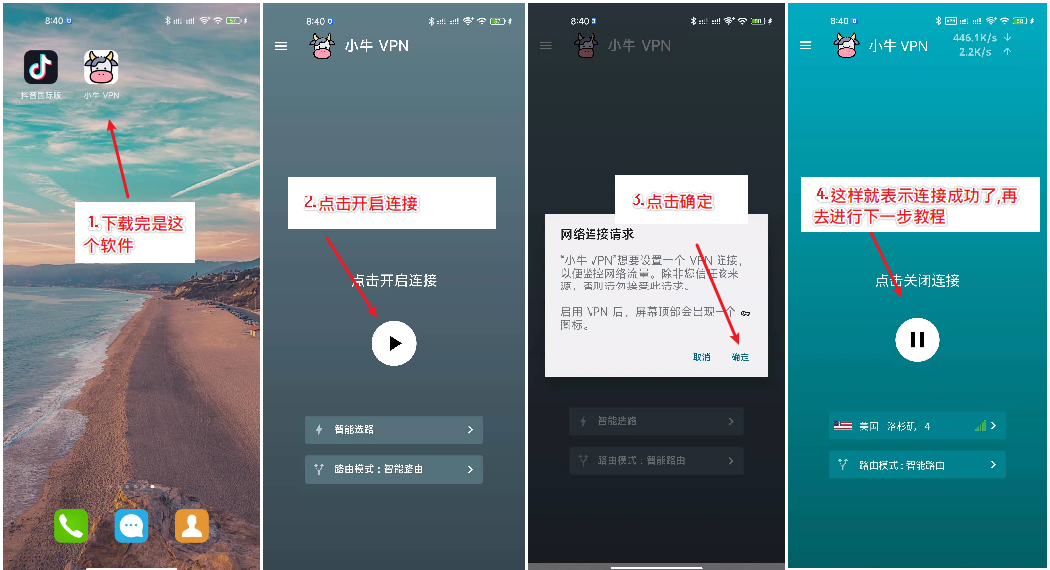 8:40
抖音国际版
小牛 VPN
1.下载完是这
个软件
8:40
小牛 VPN
2.点击开启连接
点击开启连接
智能选路
路由模式：智能路由
8:40
小牛 VPN
3.点击确定
网络连接请求
“小牛 VPN”想要设置一个 VPN 连接，
以便监控网络流量。除非您信任该来
源，否则请勿接受此请求。
启用 VPN 后，屏幕顶部会出现一个
图标。
取消
确定
智能选路
路由模式：智能路由
8:40
小牛 VPN
446.1K/s ↓
2.2K/s ↑
4.这样就表示连接成功了,再
去进行下一步教程
点击关闭连接
美国 洛杉矶 4
路由模式：智能路由